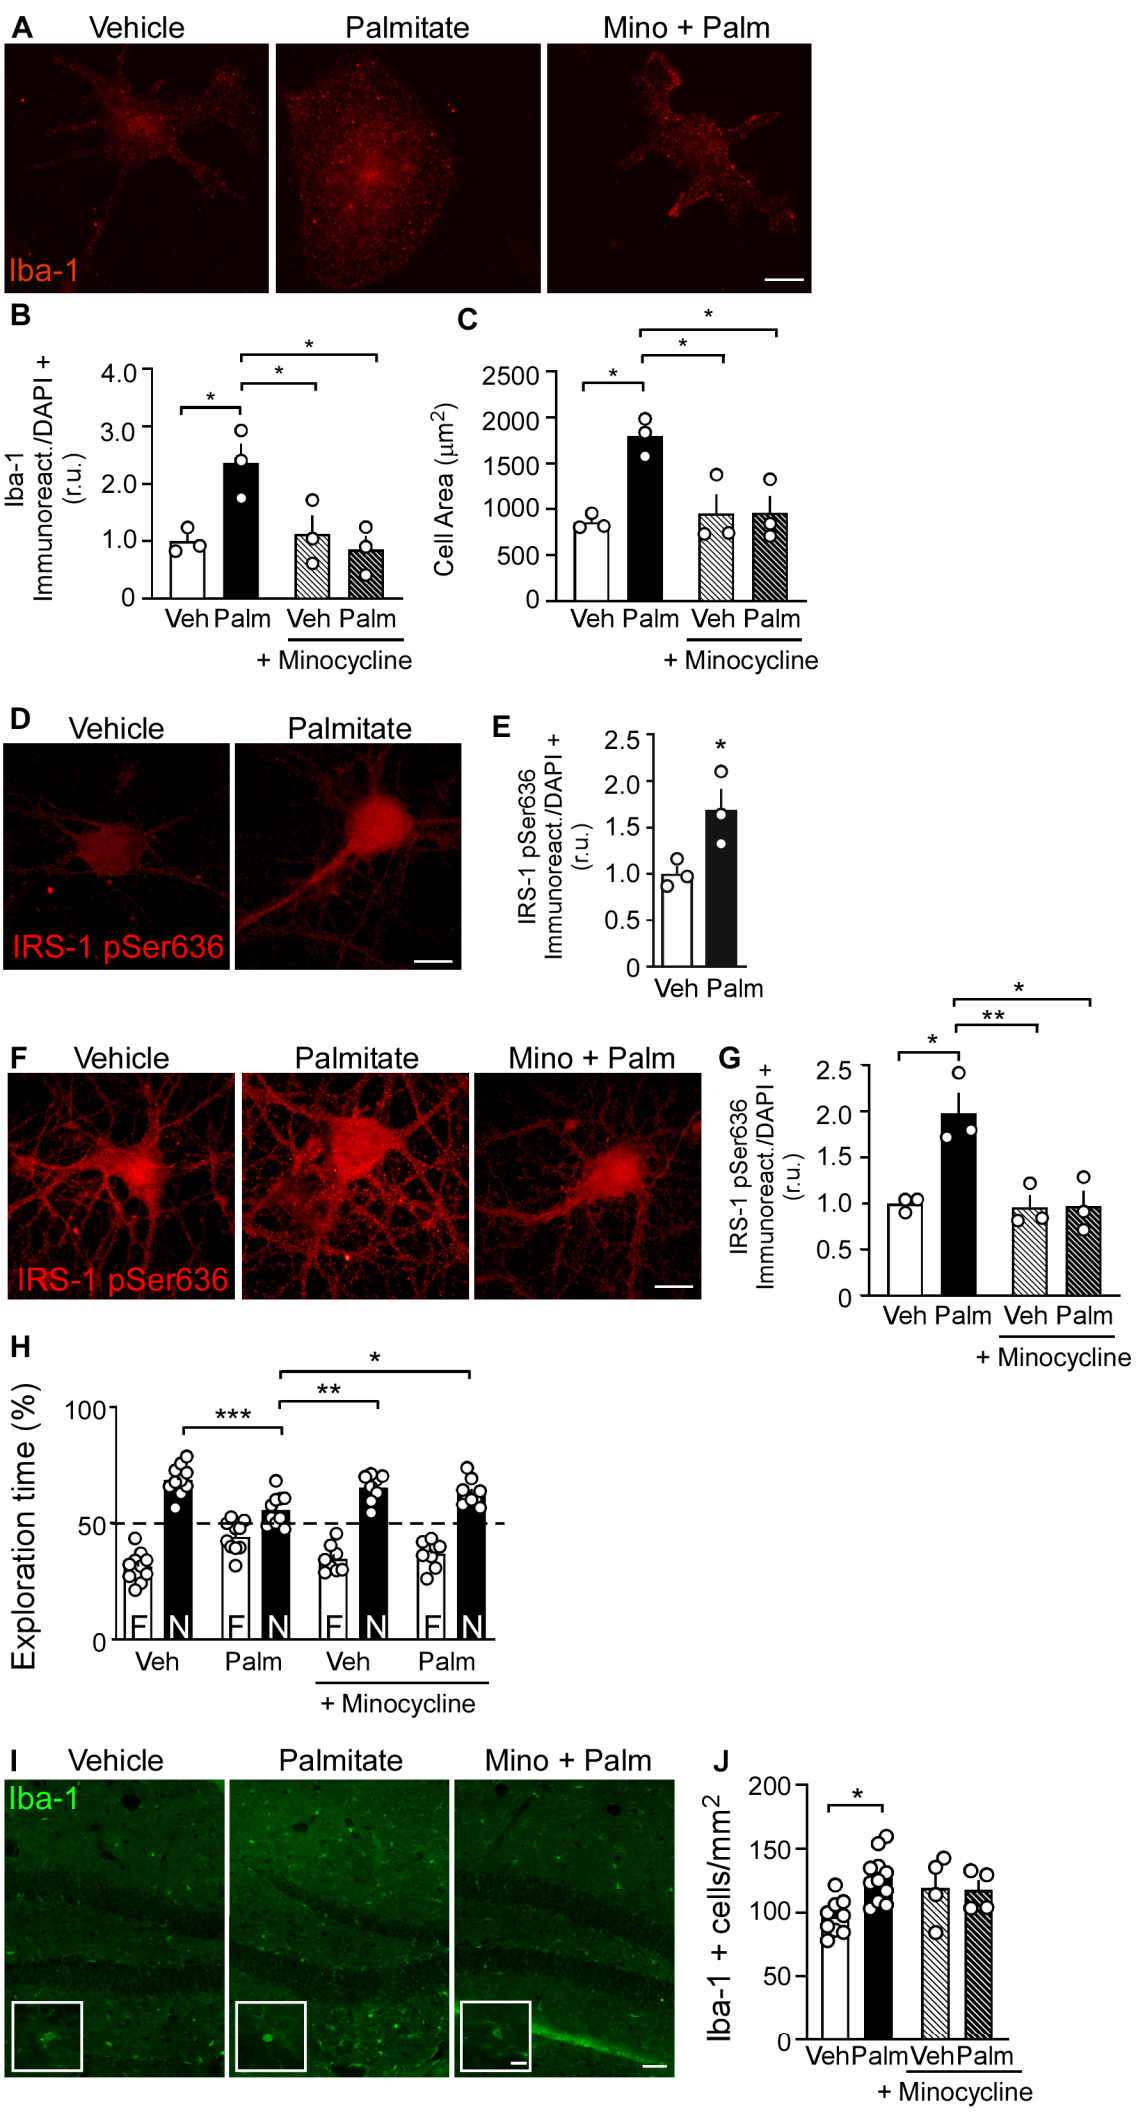 A Vehicle Palmitate Mino + Palm
Iba-1
B
Iba-1
Immunoreact./DAPI +
(r.u.)
4.0
3.0
2.0
1.0
0
*
*
*
Veh Palm Veh Palm
+ Minocycline
C
Cell Area (μm2)
2500
2000
1500
1000
500
0
*
*
*
Veh Palm Veh Palm
+ Minocycline
D Vehicle Palmitate
IRS-1 pSer636
E
IRS-1 pSer636
Immunoreact./DAPI +
(r.u.)
2.5
2.0
1.5
1.0
0.5
0
*
Veh Palm
F Vehicle Palmitate Mino + Palm
IRS-1 pSer636
G
IRS-1 pSer636
Immunoreact./DAPI +
(r.u.)
2.5
2.0
1.5
1.0
0.5
0
*
**
*
Veh Palm Veh Palm
+ Minocycline
H
Exploration time (%)
100
50
0
*
**
***
F N F N F N F N
Veh Palm Veh Palm
+ Minocycline
I Vehicle Palmitate Mino + Palm
Iba-1
J
Iba-1 + cells/mm2
200
150
100
50
0
*
Veh Palm Veh Palm
+ Minocycline